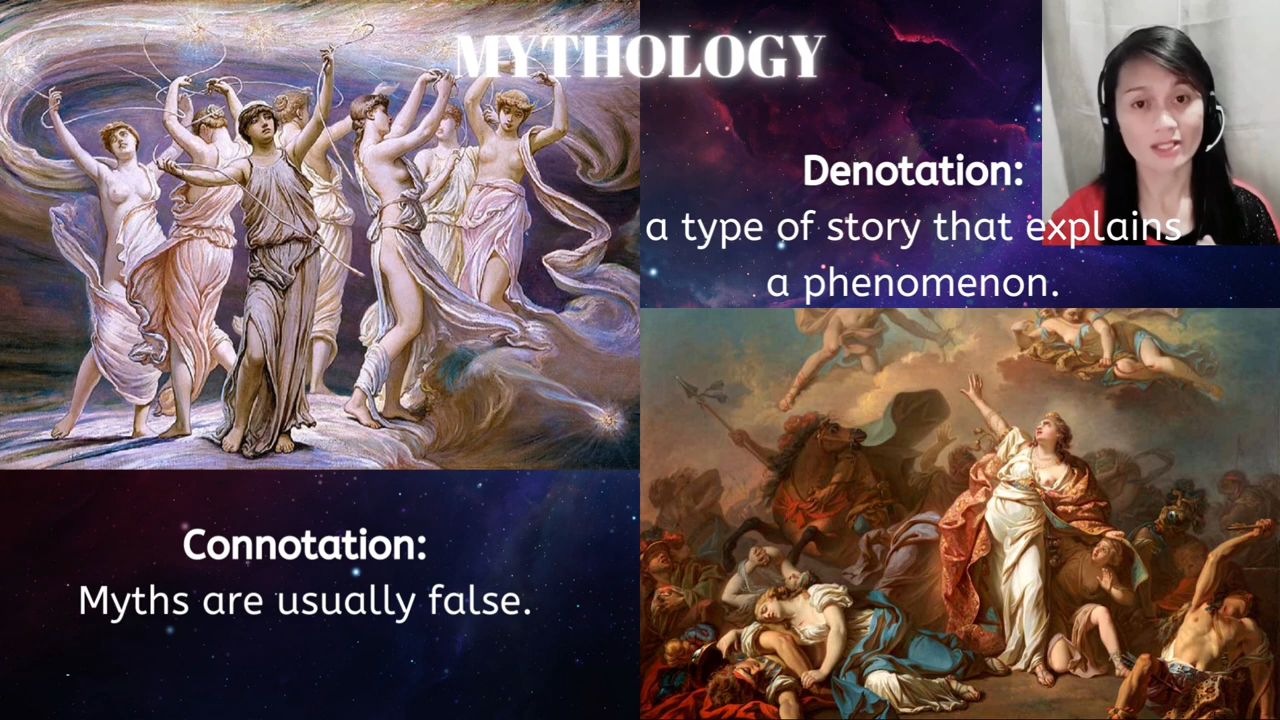 MYTHOLOGY
Denotation:
a type of story that explains
a phenomenon.
Connotation:
Myths are usually false.